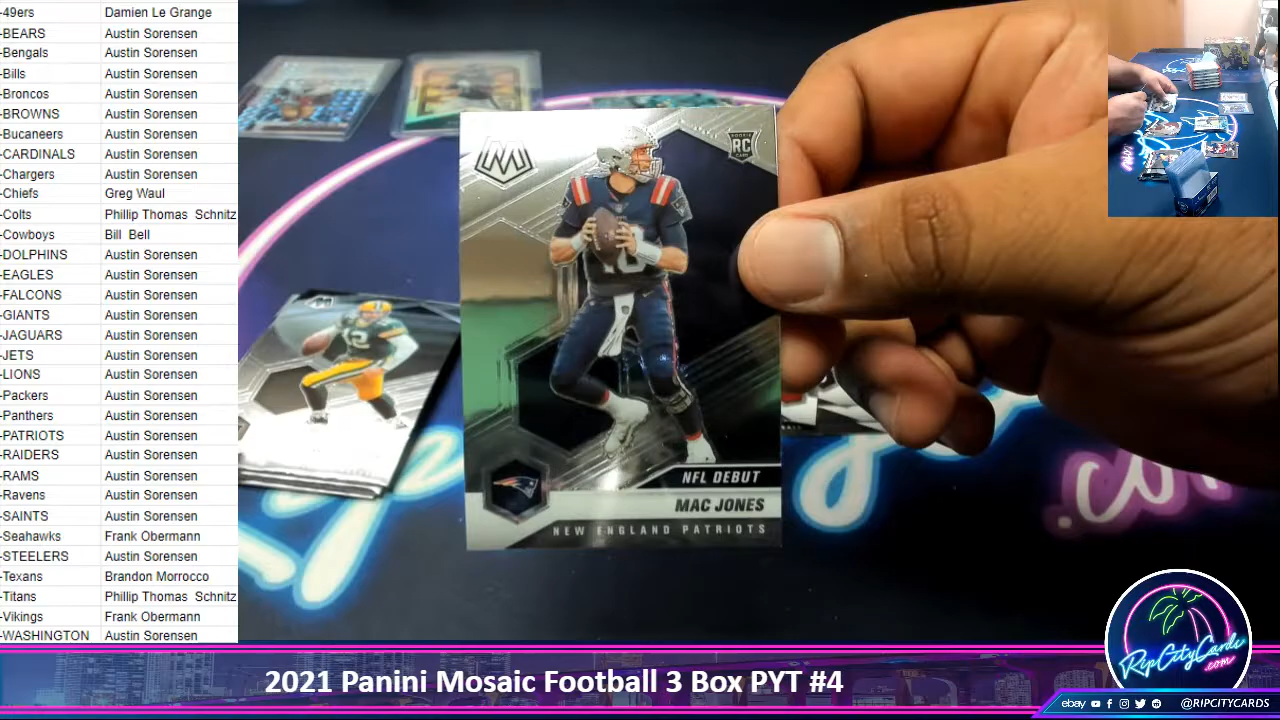 -49ers Damien Le Grange
-BEARS Austin Sorensen
-Bengals Austin Sorensen
-Bills Austin Sorensen
-Broncos Austin Sorensen
-BROWNS Austin Sorensen
-Bucaneers Austin Sorensen
-CARDINALS Austin Sorensen
-Chargers Austin Sorensen
-Chiefs Greg Waul
-Colts Phillip Thomas Schnitz
-Cowboys Bill Bell
-DOLPHINS Austin Sorensen
-EAGLES Austin Sorensen
-FALCONS Austin Sorensen
-GIANTS Austin Sorensen
-JAGUARS Austin Sorensen
-JETS Austin Sorensen
-LIONS Austin Sorensen
-Packers Austin Sorensen
-Panthers Austin Sorensen
-PATRIOTS Austin Sorensen
-RAIDERS Austin Sorensen
-RAMS Austin Sorensen
-Ravens Austin Sorensen
-SAINTS Austin Sorensen
-Seahawks Frank Obermann
-STEELERS Austin Sorensen
-Texans Brandon Morrocco
-Titans Phillip Thomas Schnitz
-Vikings Frank Obermann
-WASHINGTON Austin Sorensen
M
ROOKIE
RC
CARD
10
NFL DEBUT
MAC JONES
NEW ENGLAND PATRIOTS
12
.com
RipCityCards
.com
2021 Panini Mosaic Football 3 Box PYT #4
ebay @RIPCITYCARDS